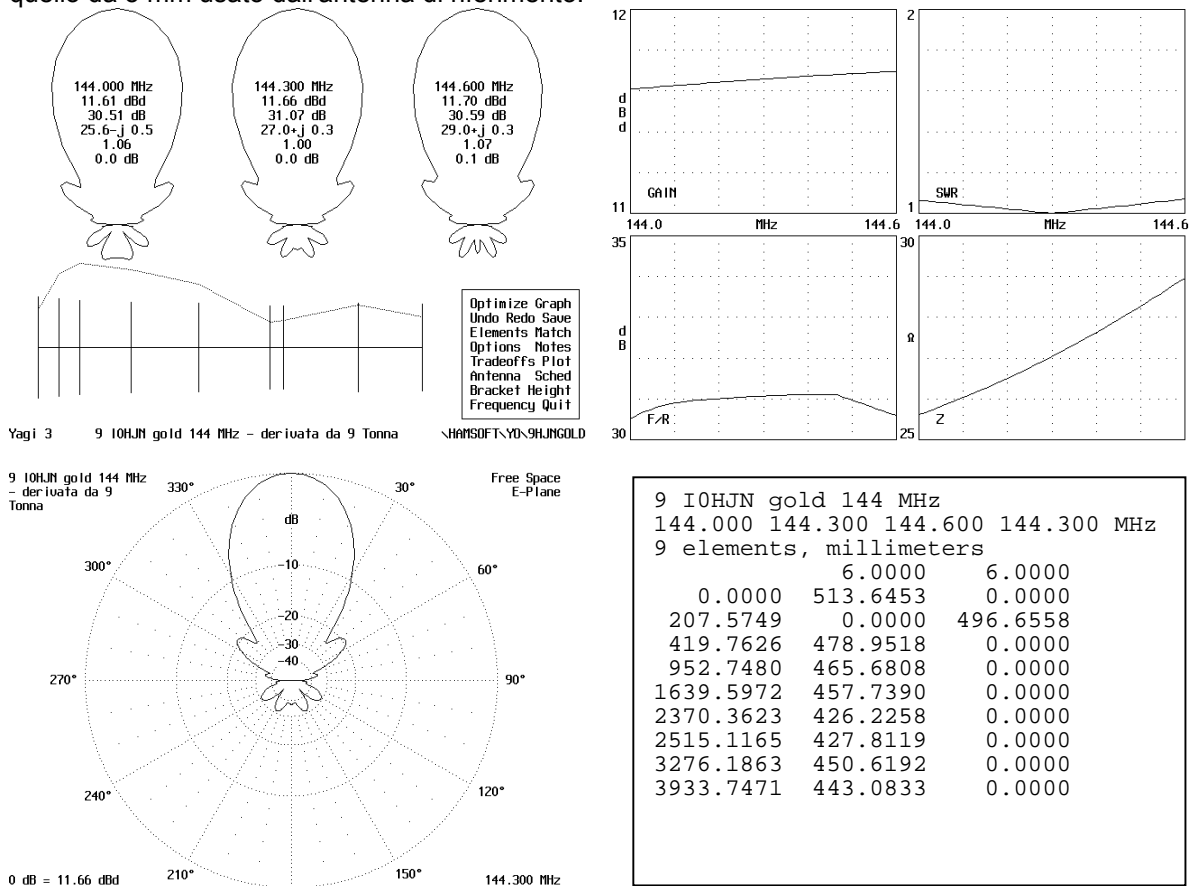 quello da 6 mm usato dall'antenna di riferimento.
144.000 MHz
11.61 dBd
30.51 dB
25.6-j 0.5
1.06
0.0 dB
144.300 MHz
11.66 dBd
31.07 dB
27.0+j 0.3
1.00
0.0 dB
144.600 MHz
11.70 dBd
30.59 dB
29.0+j 0.3
1.07
0.1 dB
Optimize Graph
Undo Redo Save
Elements Match
Options Notes
Tradeoffs Plot
Antenna Sched
Bracket Height
Frequency Quit
Yagi 3 9 I0HJN gold 144 MHz - derivata da 9 Tonna \HAMSOFT\YO\9HJNGOLD
12
dBd
GAIN
11
144.0 MHz 144.6
2
SWR
1
144.0 MHz 144.6
35
dB
F/R
30
30
Ω
Z
25
9 I0HJN gold 144 MHz
- derivata da 9
Tonna
Free Space
E-Plane
330°
30°
dB
300°
-10
60°
-20
-30
-40
270°
90°
240°
120°
210°
150°
0 dB = 11.66 dBd
144.300 MHz
9 I0HJN gold 144 MHz
144.000 144.300 144.600 144.300 MHz
9 elements, millimeters
6.0000 6.0000
0.0000 513.6453 0.0000
207.5749 0.0000 496.6558
419.7626 478.9518 0.0000
952.7480 465.6808 0.0000
1639.5972 457.7390 0.0000
2370.3623 426.2258 0.0000
2515.1165 427.8119 0.0000
3276.1863 450.6192 0.0000
3933.7471 443.0833 0.0000